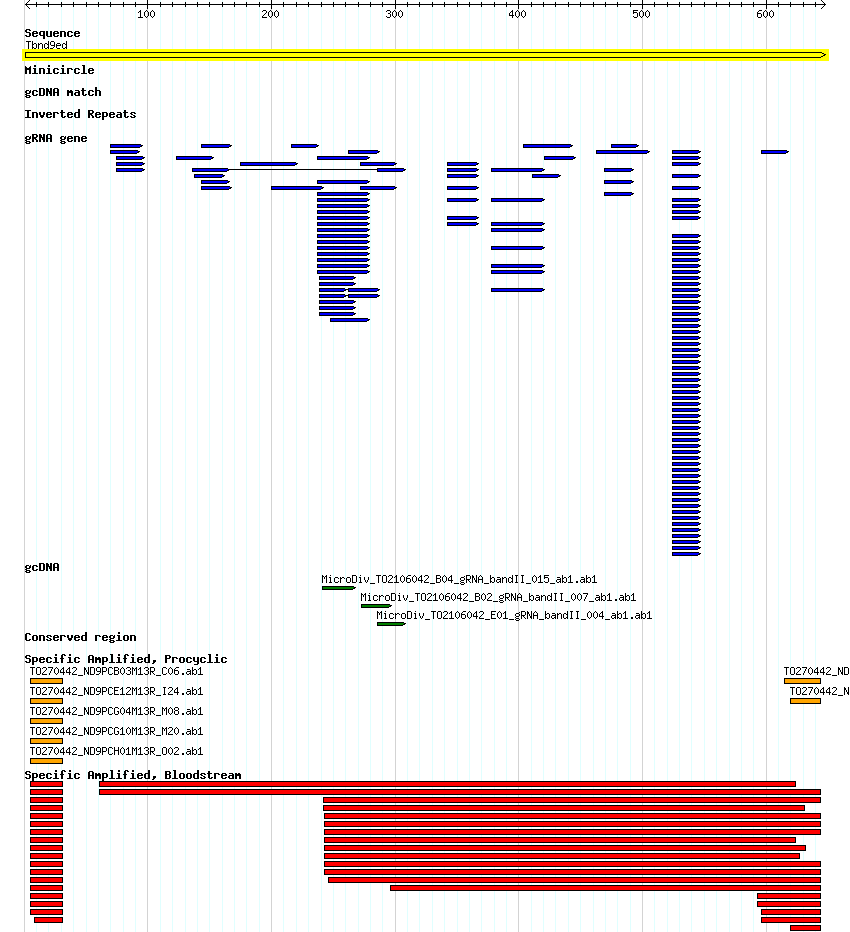 100 200 300 400 500 600
Sequence
Tbnd9ed
Minicircle
gcDNA match
Inverted Repeats
gRNA gene
gcDNA
MicroDiv_TO2106042_B04_gRNA_bandII_015_ab1.ab1
MicroDiv_TO2106042_B02_gRNA_bandII_007_ab1.ab1
MicroDiv_TO2106042_E01_gRNA_bandII_004_ab1.ab1
Conserved region
Specific Amplified, Procyclic
TO270442_ND9PCB03M13R_C06.ab1 TO270442_ND
TO270442_ND9PCE12M13R_I24.ab1 TO270442_N
TO270442_ND9PCG04M13R_M08.ab1
TO270442_ND9PCG10M13R_M20.ab1
TO270442_ND9PCH01M13R_O02.ab1
Specific Amplified, Bloodstream